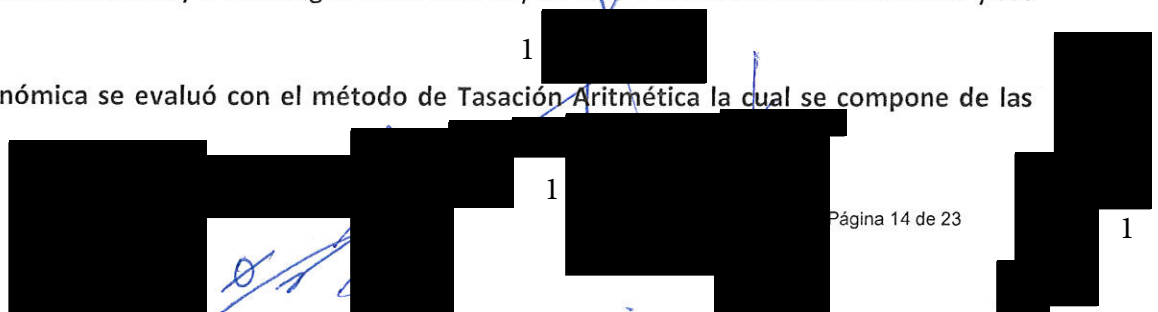 1
nómica se evaluó con el método de Tasación Aritmética la cual se compone de las
1
Página 14 de 23
1